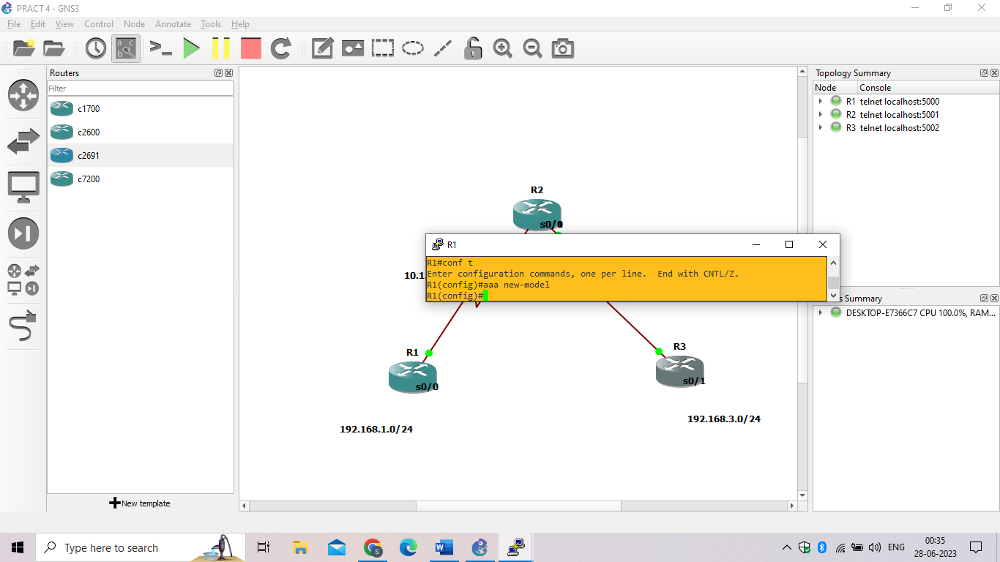 PRACT 4 - GNS3
File Edit View Control Node Annotate Tools Help
Routers
Filter
c1700
c2600
c2691
c7200
New template
R2
s0/0
10.1.
R1
R1#conf t
Enter configuration commands, one per line.  End with CNTL/Z.
R1(config)#aaa new-model
R1(config)#
R1
s0/0
192.168.1.0/24
R3
s0/1
192.168.3.0/24
Topology Summary
Node Console
R1 telnet localhost:5000
R2 telnet localhost:5001
R3 telnet localhost:5002
s Summary
DESKTOP-E7366C7 CPU 100.0%, RAM...
Type here to search
ENG
00:35
28-06-2023